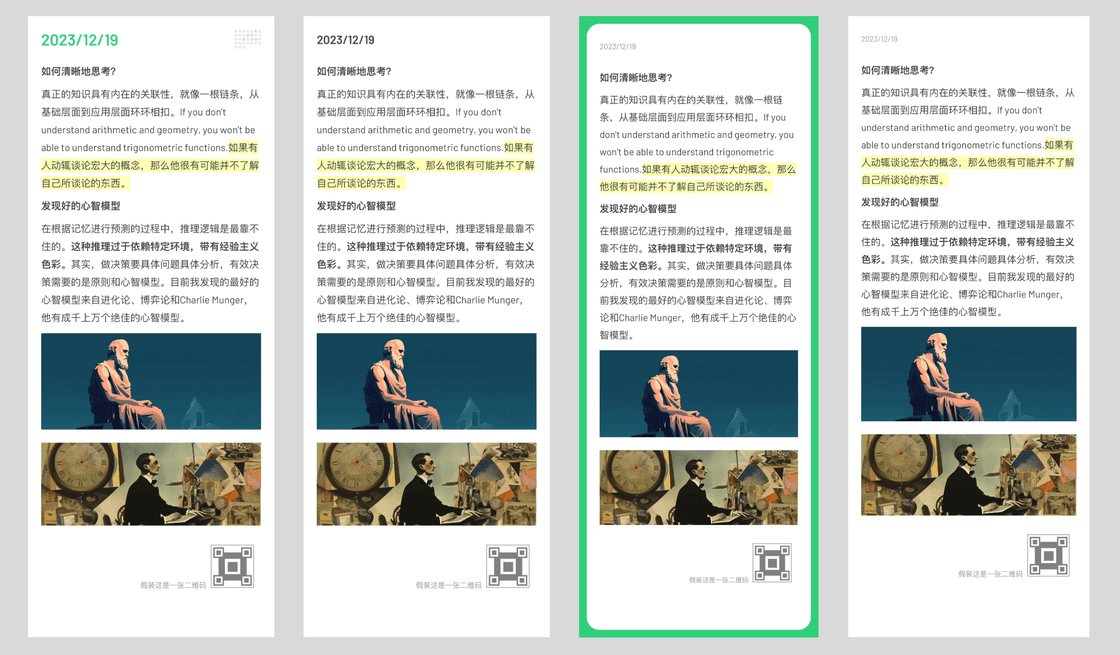 2023/12/19
如何清晰地思考?
真正的知识具有内在的关联性，就像一根链条，从
基础层面到应用层面环环相扣。If you don't
understand arithmetic and geometry, you won't be
able to understand trigonometric functions.如果有
人动辄谈论宏大的概念，那么他很有可能并不了解
自己所谈论的东西。
发现好的心智模型
在根据记忆进行预测的过程中，推理逻辑是最靠不
住的。这种推理过于依赖特定环境，带有经验主义
色彩。其实，做决策要具体问题具体分析，有效决
策需要的是原则和心智模型。目前我发现的最好的
心智模型来自进化论、博弈论和Charlie Munger，
他有成千上万个绝佳的心智模型。
假装这是一张二维码
2023/12/19
如何清晰地思考?
真正的知识具有内在的关联性，就像一根链条，从
基础层面到应用层面环环相扣。If you don't
understand arithmetic and geometry, you won't be
able to understand trigonometric functions.如果有
人动辄谈论宏大的概念，那么他很有可能并不了解
自己所谈论的东西。
发现好的心智模型
在根据记忆进行预测的过程中，推理逻辑是最靠不
住的。这种推理过于依赖特定环境，带有经验主义
色彩。其实，做决策要具体问题具体分析，有效决
策需要的是原则和心智模型。目前我发现的最好的
心智模型来自进化论、博弈论和Charlie Munger，
他有成千上万个绝佳的心智模型。
假装这是一张二维码
2023/12/19
如何清晰地思考?
真正的知识具有内在的关联性，就像一根链
条，从基础层面到应用层面环环相扣。If you
don't understand arithmetic and geometry, you
won't be able to understand trigonometric
functions.如果有人动辄谈论宏大的概念，那么
他很有可能并不了解自己所谈论的东西。
发现好的心智模型
在根据记忆进行预测的过程中，推理逻辑是最
靠不住的。这种推理过于依赖特定环境，带有
经验主义色彩。其实，做决策要具体问题具体
分析，有效决策需要的是原则和心智模型。目
前我发现的最好的心智模型来自进化论、博弈
论和Charlie Munger，他有成千上万个绝佳的心
智模型。
假装这是一张二维码
2023/12/19
如何清晰地思考?
真正的知识具有内在的关联性，就像一根链条，从
基础层面到应用层面环环相扣。If you don't
understand arithmetic and geometry, you won't be
able to understand trigonometric functions.如果有
人动辄谈论宏大的概念，那么他很有可能并不了解
自己所谈论的东西。
发现好的心智模型
在根据记忆进行预测的过程中，推理逻辑是最靠不
住的。这种推理过于依赖特定环境，带有经验主义
色彩。其实，做决策要具体问题具体分析，有效决
策需要的是原则和心智模型。目前我发现的最好的
心智模型来自进化论、博弈论和Charlie Munger，
他有成千上万个绝佳的心智模型。
假装这是一张二维码